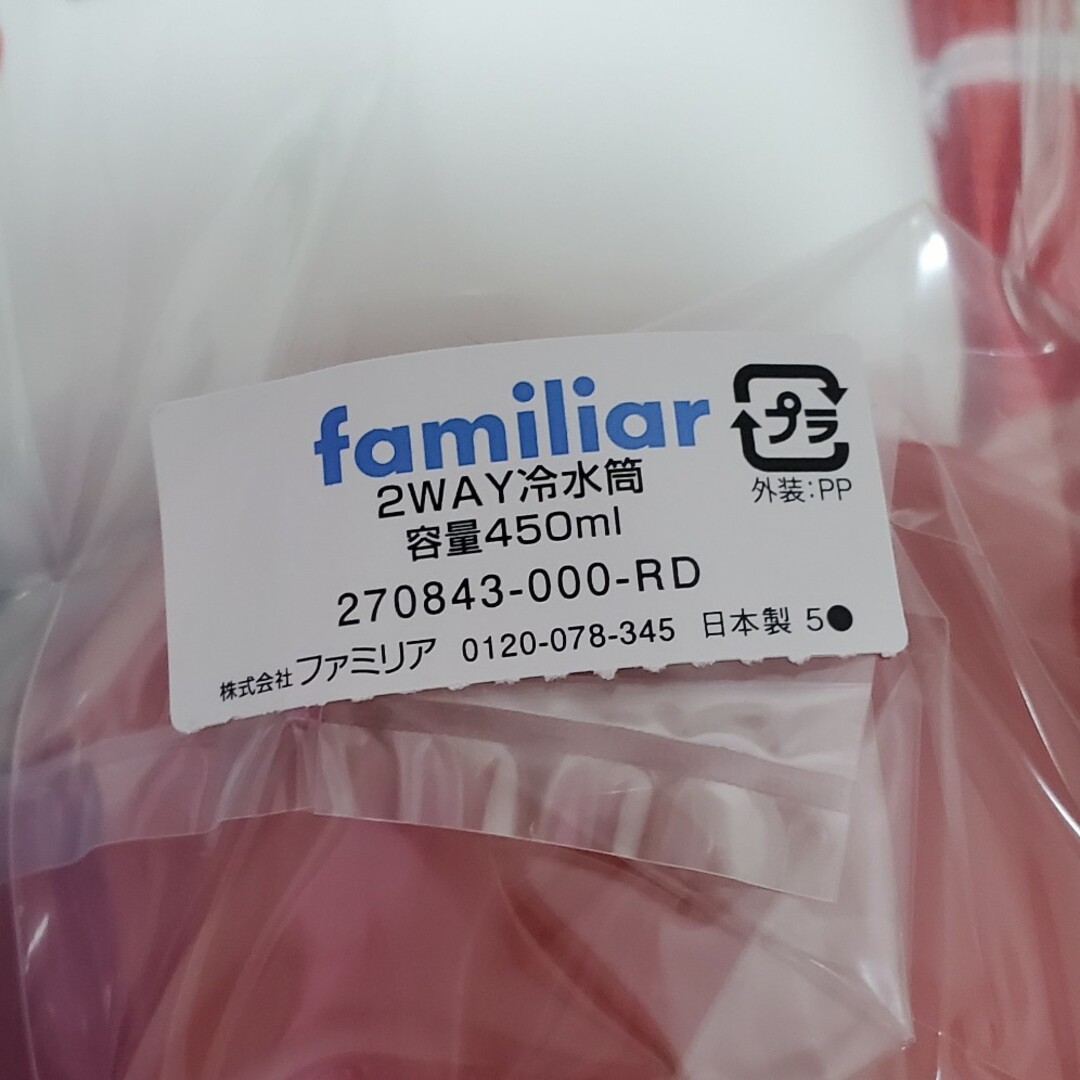 familiar
2WAY冷水筒
容量450ml
270843-000-RD
株式会社ファミリア 0120-078-345 日本製 5●
プラ
外装:PP